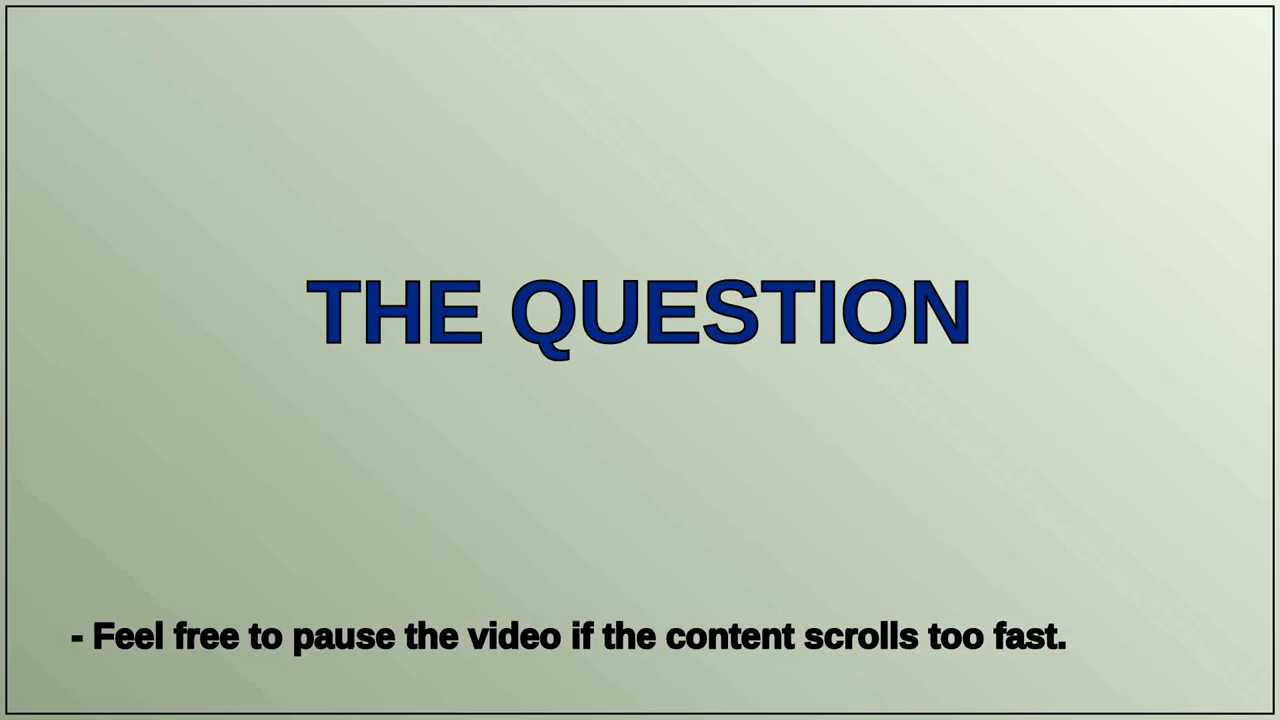 THE QUESTION
- Feel free to pause the video if the content scrolls too fast.